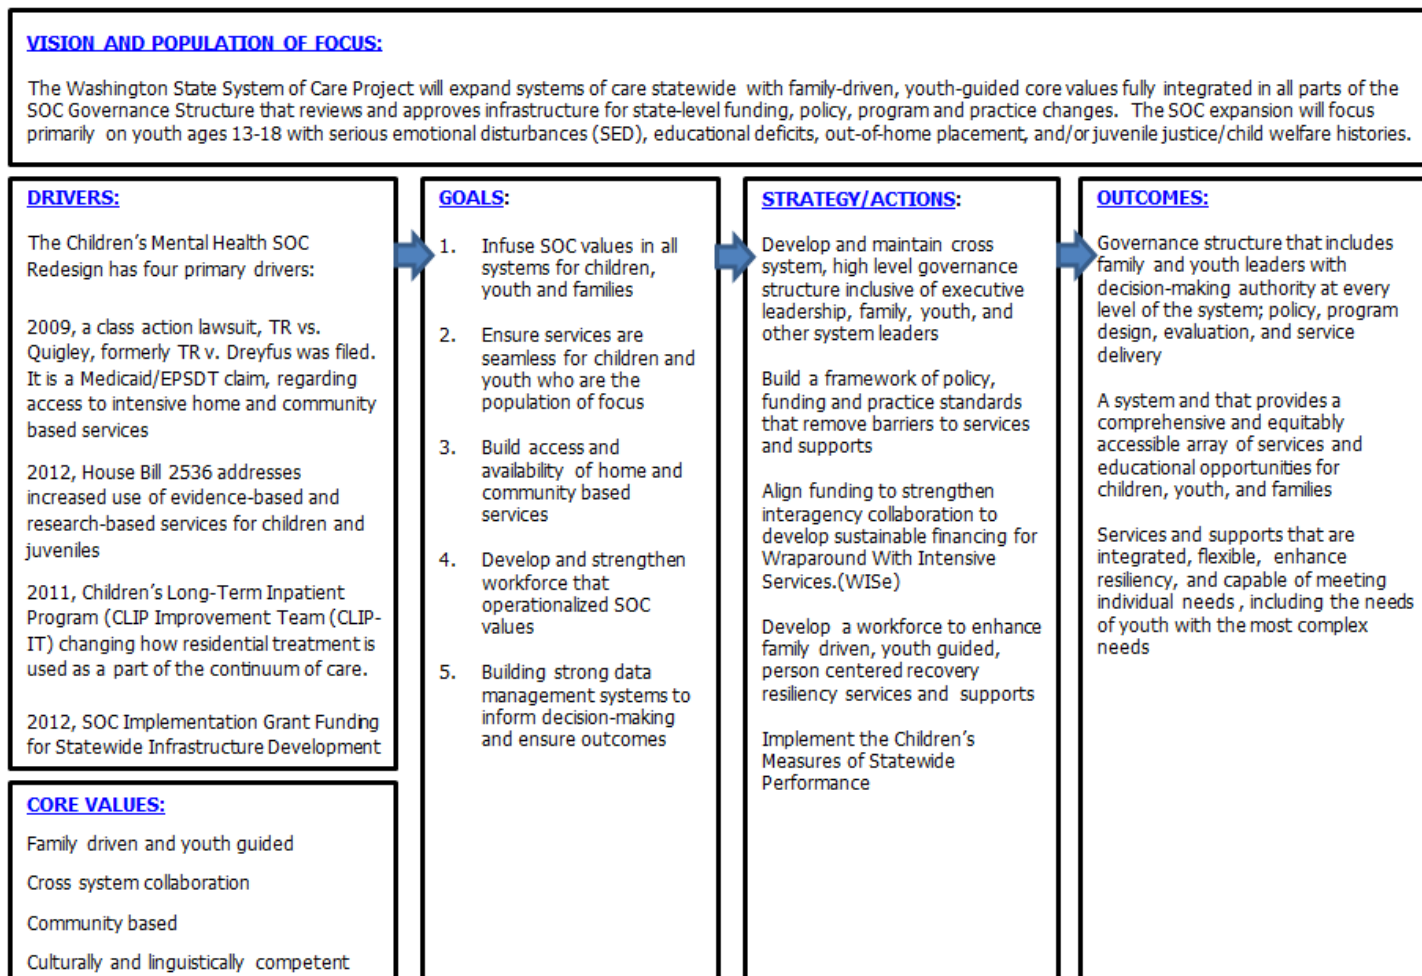 VISION AND POPULATION OF FOCUS:
The Washington State System of Care Project will expand systems of care statewide with family-driven, youth-guided core values fully integrated in all parts of the
SOC Governance Structure that reviews and approves infrastructure for state-level funding, policy, program and practice changes. The SOC expansion will focus
primarily on youth ages 13-18 with serious emotional disturbances (SED), educational deficits, out-of-home placement, and/or juvenile justice/child welfare histories.
DRIVERS:
The Children’s Mental Health SOC
Redesign has four primary drivers:
2009, a class action lawsuit, TR vs.
Quigley, formerly TR v. Dreyfus was filed.
It is a Medicaid/EPSDT claim, regarding
access to intensive home and community
based services
2012, House Bill 2536 addresses
increased use of evidence-based and
research-based services for children and
juveniles
2011, Children’s Long-Term Inpatient
Program (CLIP Improvement Team (CLIP-
IT) changing how residential treatment is
used as a part of the continuum of care.
2012, SOC Implementation Grant Funding
for Statewide Infrastructure Development
CORE VALUES:
Family driven and youth guided
Cross system collaboration
Community based
Culturally and linguistically competent
GOALS:
1. Infuse SOC values in all
systems for children,
youth and families
2. Ensure services are
seamless for children and
youth who are the
population of focus
3. Build access and
availability of home and
community based
services
4. Develop and strengthen
workforce that
operationalized SOC
values
5. Building strong data
management systems to
inform decision-making
and ensure outcomes
STRATEGY/ACTIONS:
Develop and maintain cross
system, high level governance
structure inclusive of executive
leadership, family, youth, and
other system leaders
Build a framework of policy,
funding and practice standards
that remove barriers to services
and supports
Align funding to strengthen
interagency collaboration to
develop sustainable financing for
Wraparound With Intensive
Services.(WISe)
Develop a workforce to enhance
family driven, youth guided,
person centered recovery
resiliency services and supports
Implement the Children’s
Measures of Statewide
Performance
OUTCOMES:
Governance structure that includes
family and youth leaders with
decision-making authority at every
level of the system; policy, program
design, evaluation, and service
delivery
A system and that provides a
comprehensive and equitably
accessible array of services and
educational opportunities for
children, youth, and families
Services and supports that are
integrated, flexible, enhance
resiliency, and capable of meeting
individual needs , including the needs
of youth with the most complex
needs